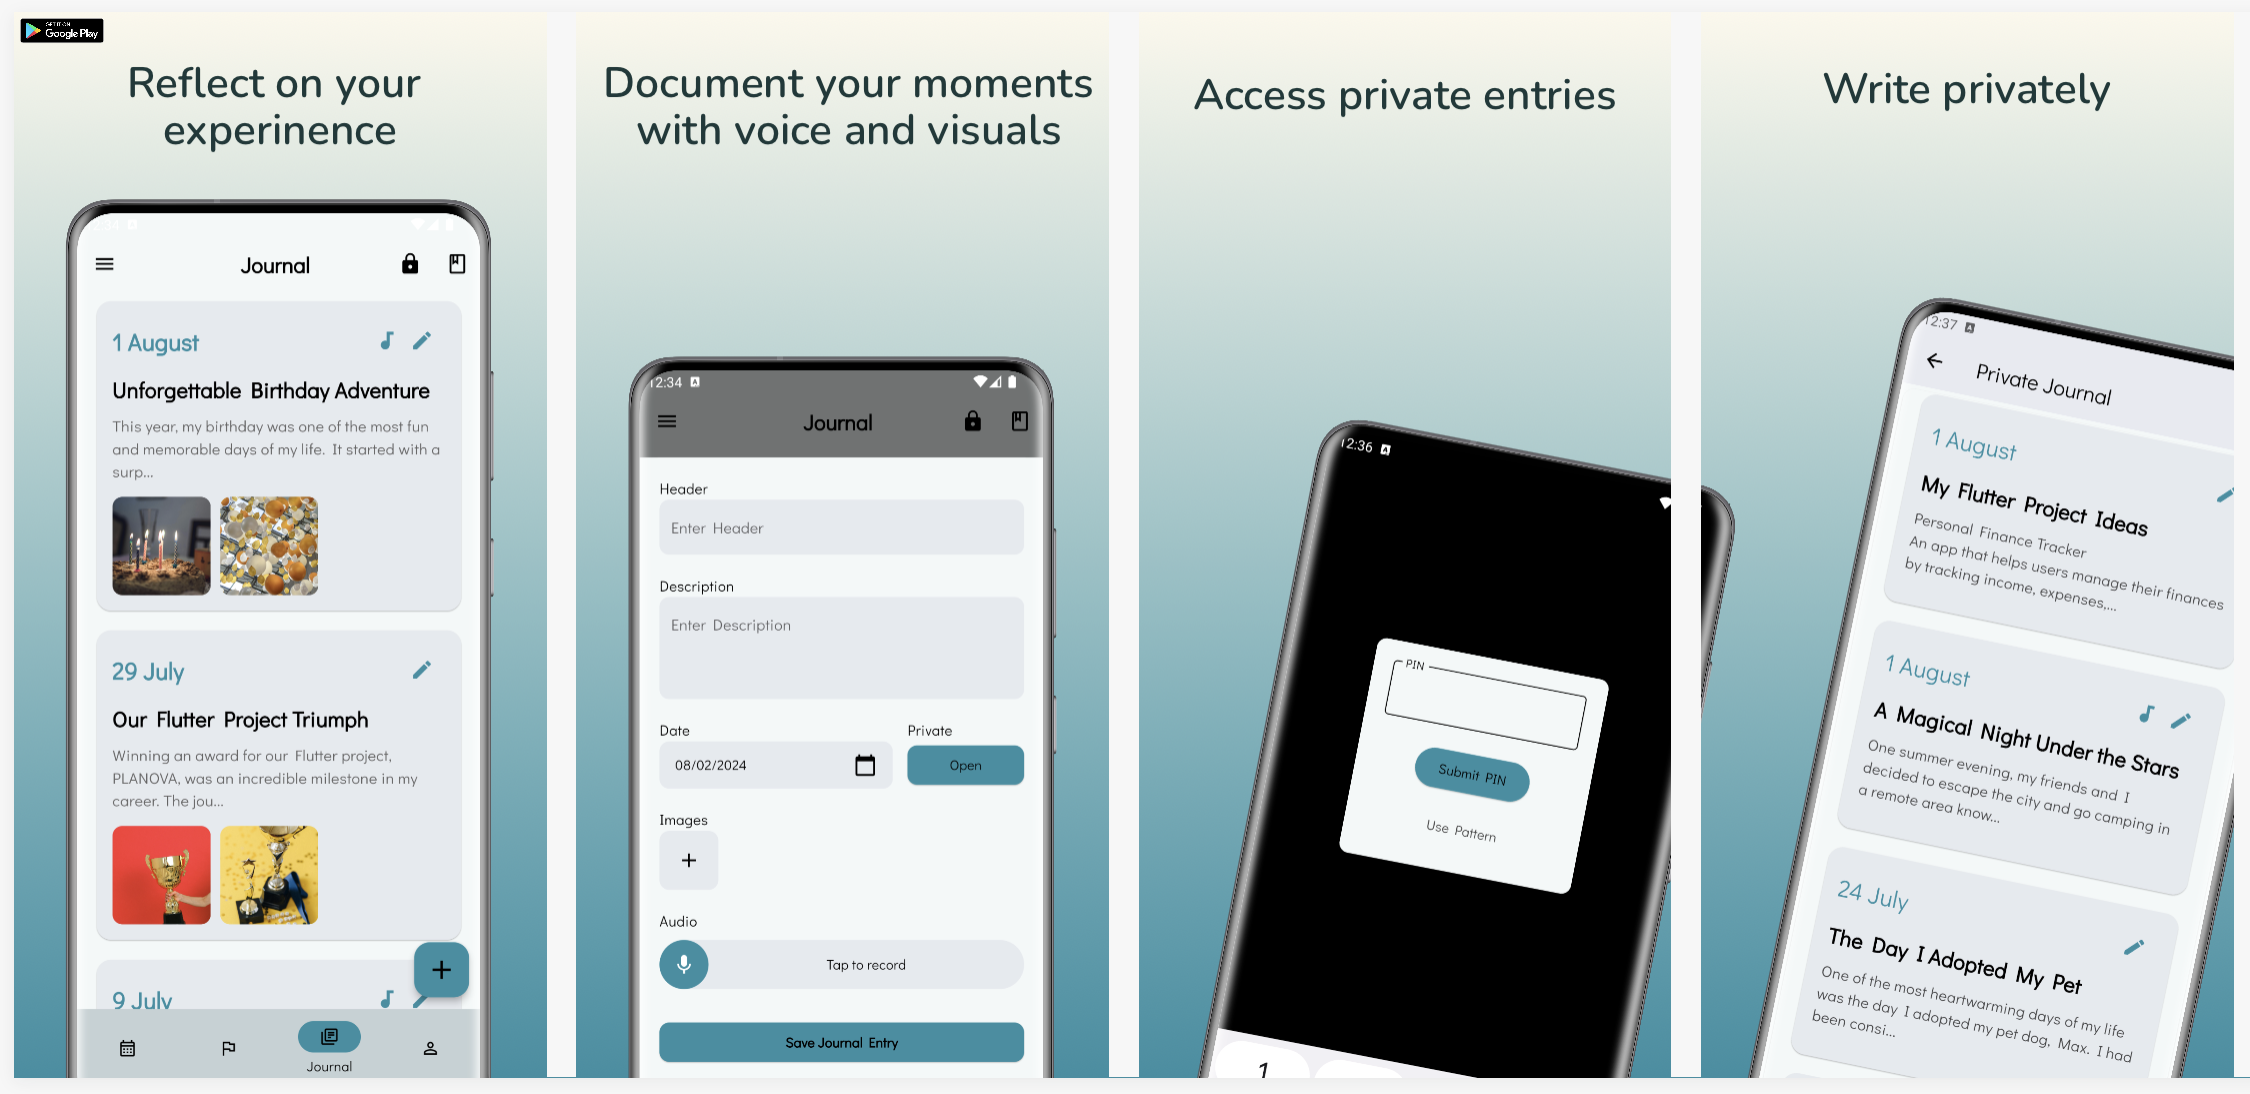 GET IT ON
Google Play
Reflect on your
experinence
Journal
1 August
Unforgettable Birthday Adventure
This year, my birthday was one of the most fun
and memorable days of my life. It started with a
surp...
29 July
Our Flutter Project Triumph
Winning an award for our Flutter project,
PLANOVA, was an incredible milestone in my
career. The jou...
9 July
Journal
Document your moments
with voice and visuals
12:34
Journal
Header
Enter Header
Description
Enter Description
Date
Private
08/02/2024
Open
Images
Audio
Tap to record
Save Journal Entry
Access private entries
12:36
PIN
Submit PIN
Use Pattern
1
Write privately
12:37
Private Journal
1 August
My Flutter Project Ideas
Personal Finance Tracker
An app that helps users manage their finances
by tracking income, expenses,...
1 August
A Magical Night Under the Stars
One summer evening, my friends and I
decided to escape the city and go camping in
a remote area know...
24 July
The Day I Adopted My Pet
One of the most heartwarming days of my life
was the day I adopted my pet dog, Max. I had
been consi...